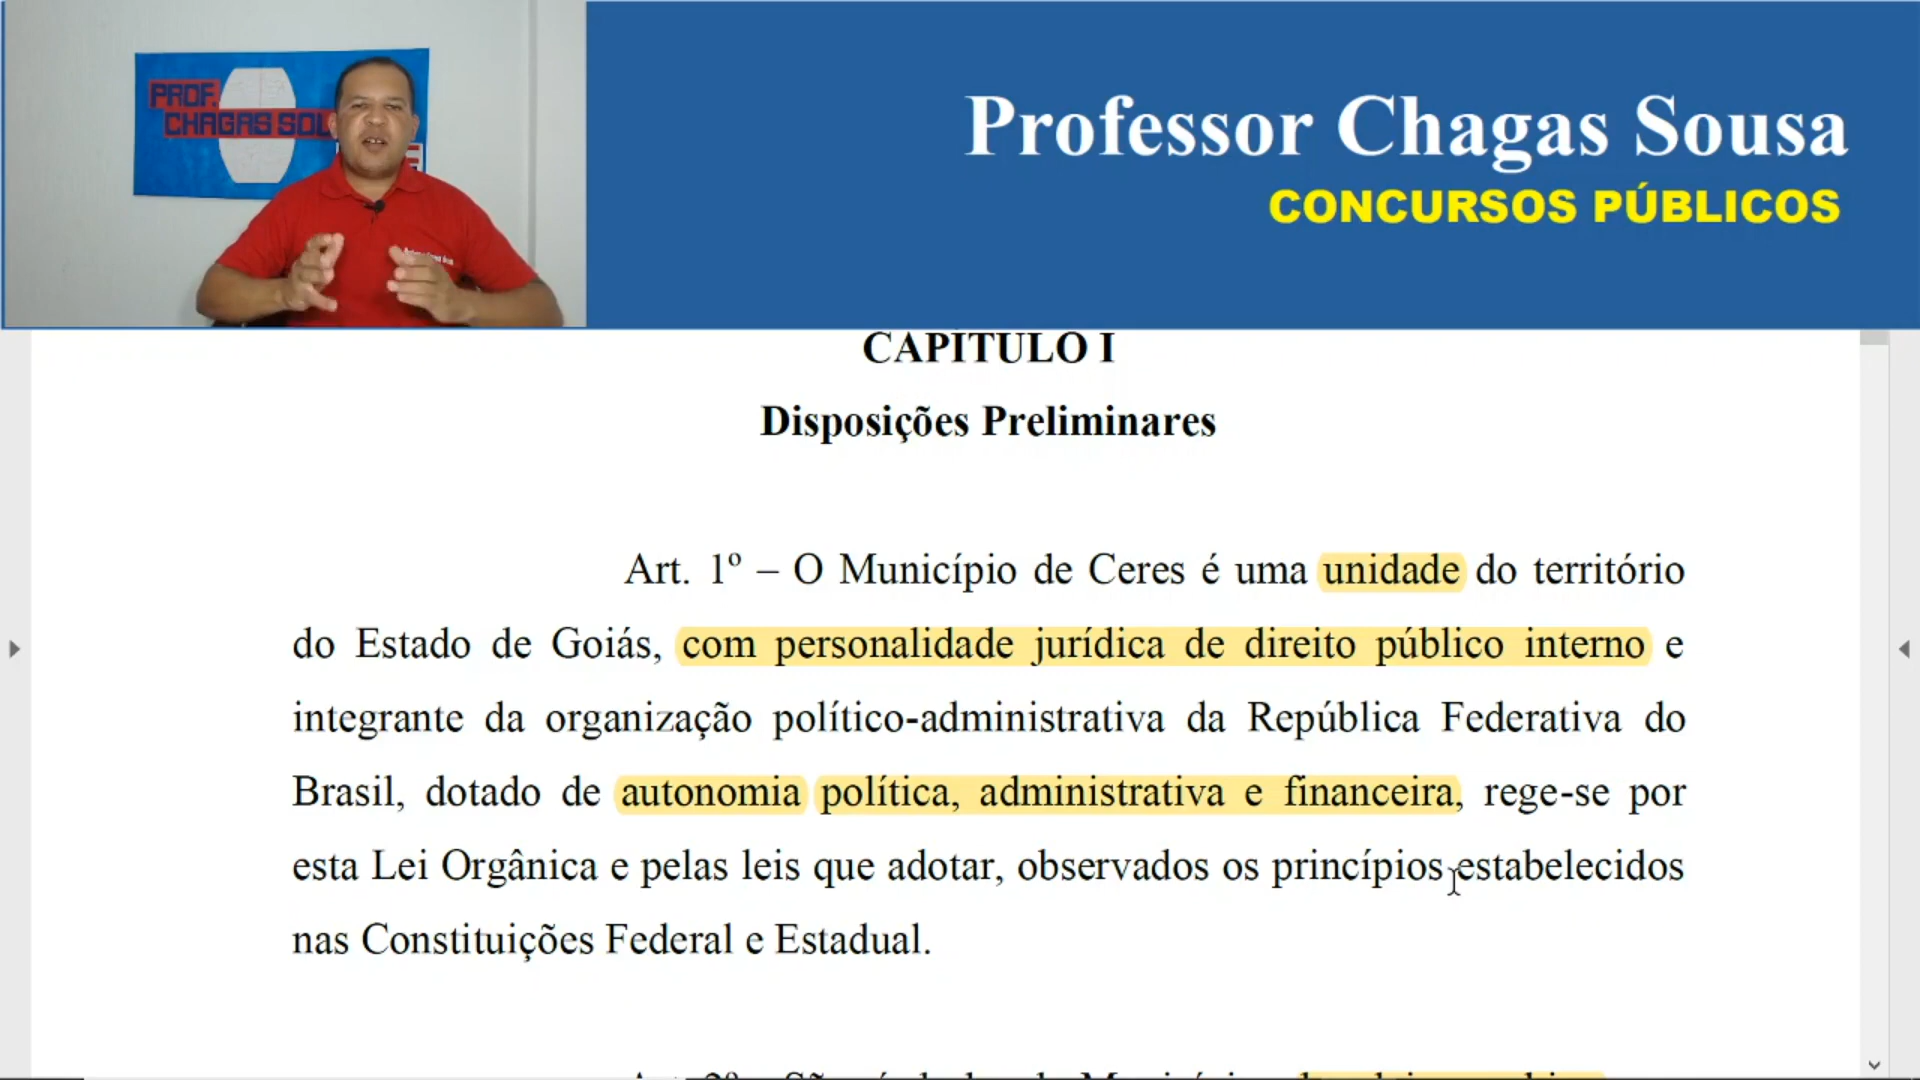 PROF.
CHAGAS SOU
Professor Chagas Sousa
CONCURSOS PÚBLICOS
CAPÍTULO I
Disposições Preliminares
Art. 1º – O Município de Ceres é uma unidade do território
do Estado de Goiás, com personalidade jurídica de direito público interno e
integrante da organização político-administrativa da República Federativa do
Brasil, dotado de autonomia política, administrativa e financeira, rege-se por
esta Lei Orgânica e pelas leis que adotar, observados os princípios estabelecidos
nas Constituições Federal e Estadual.